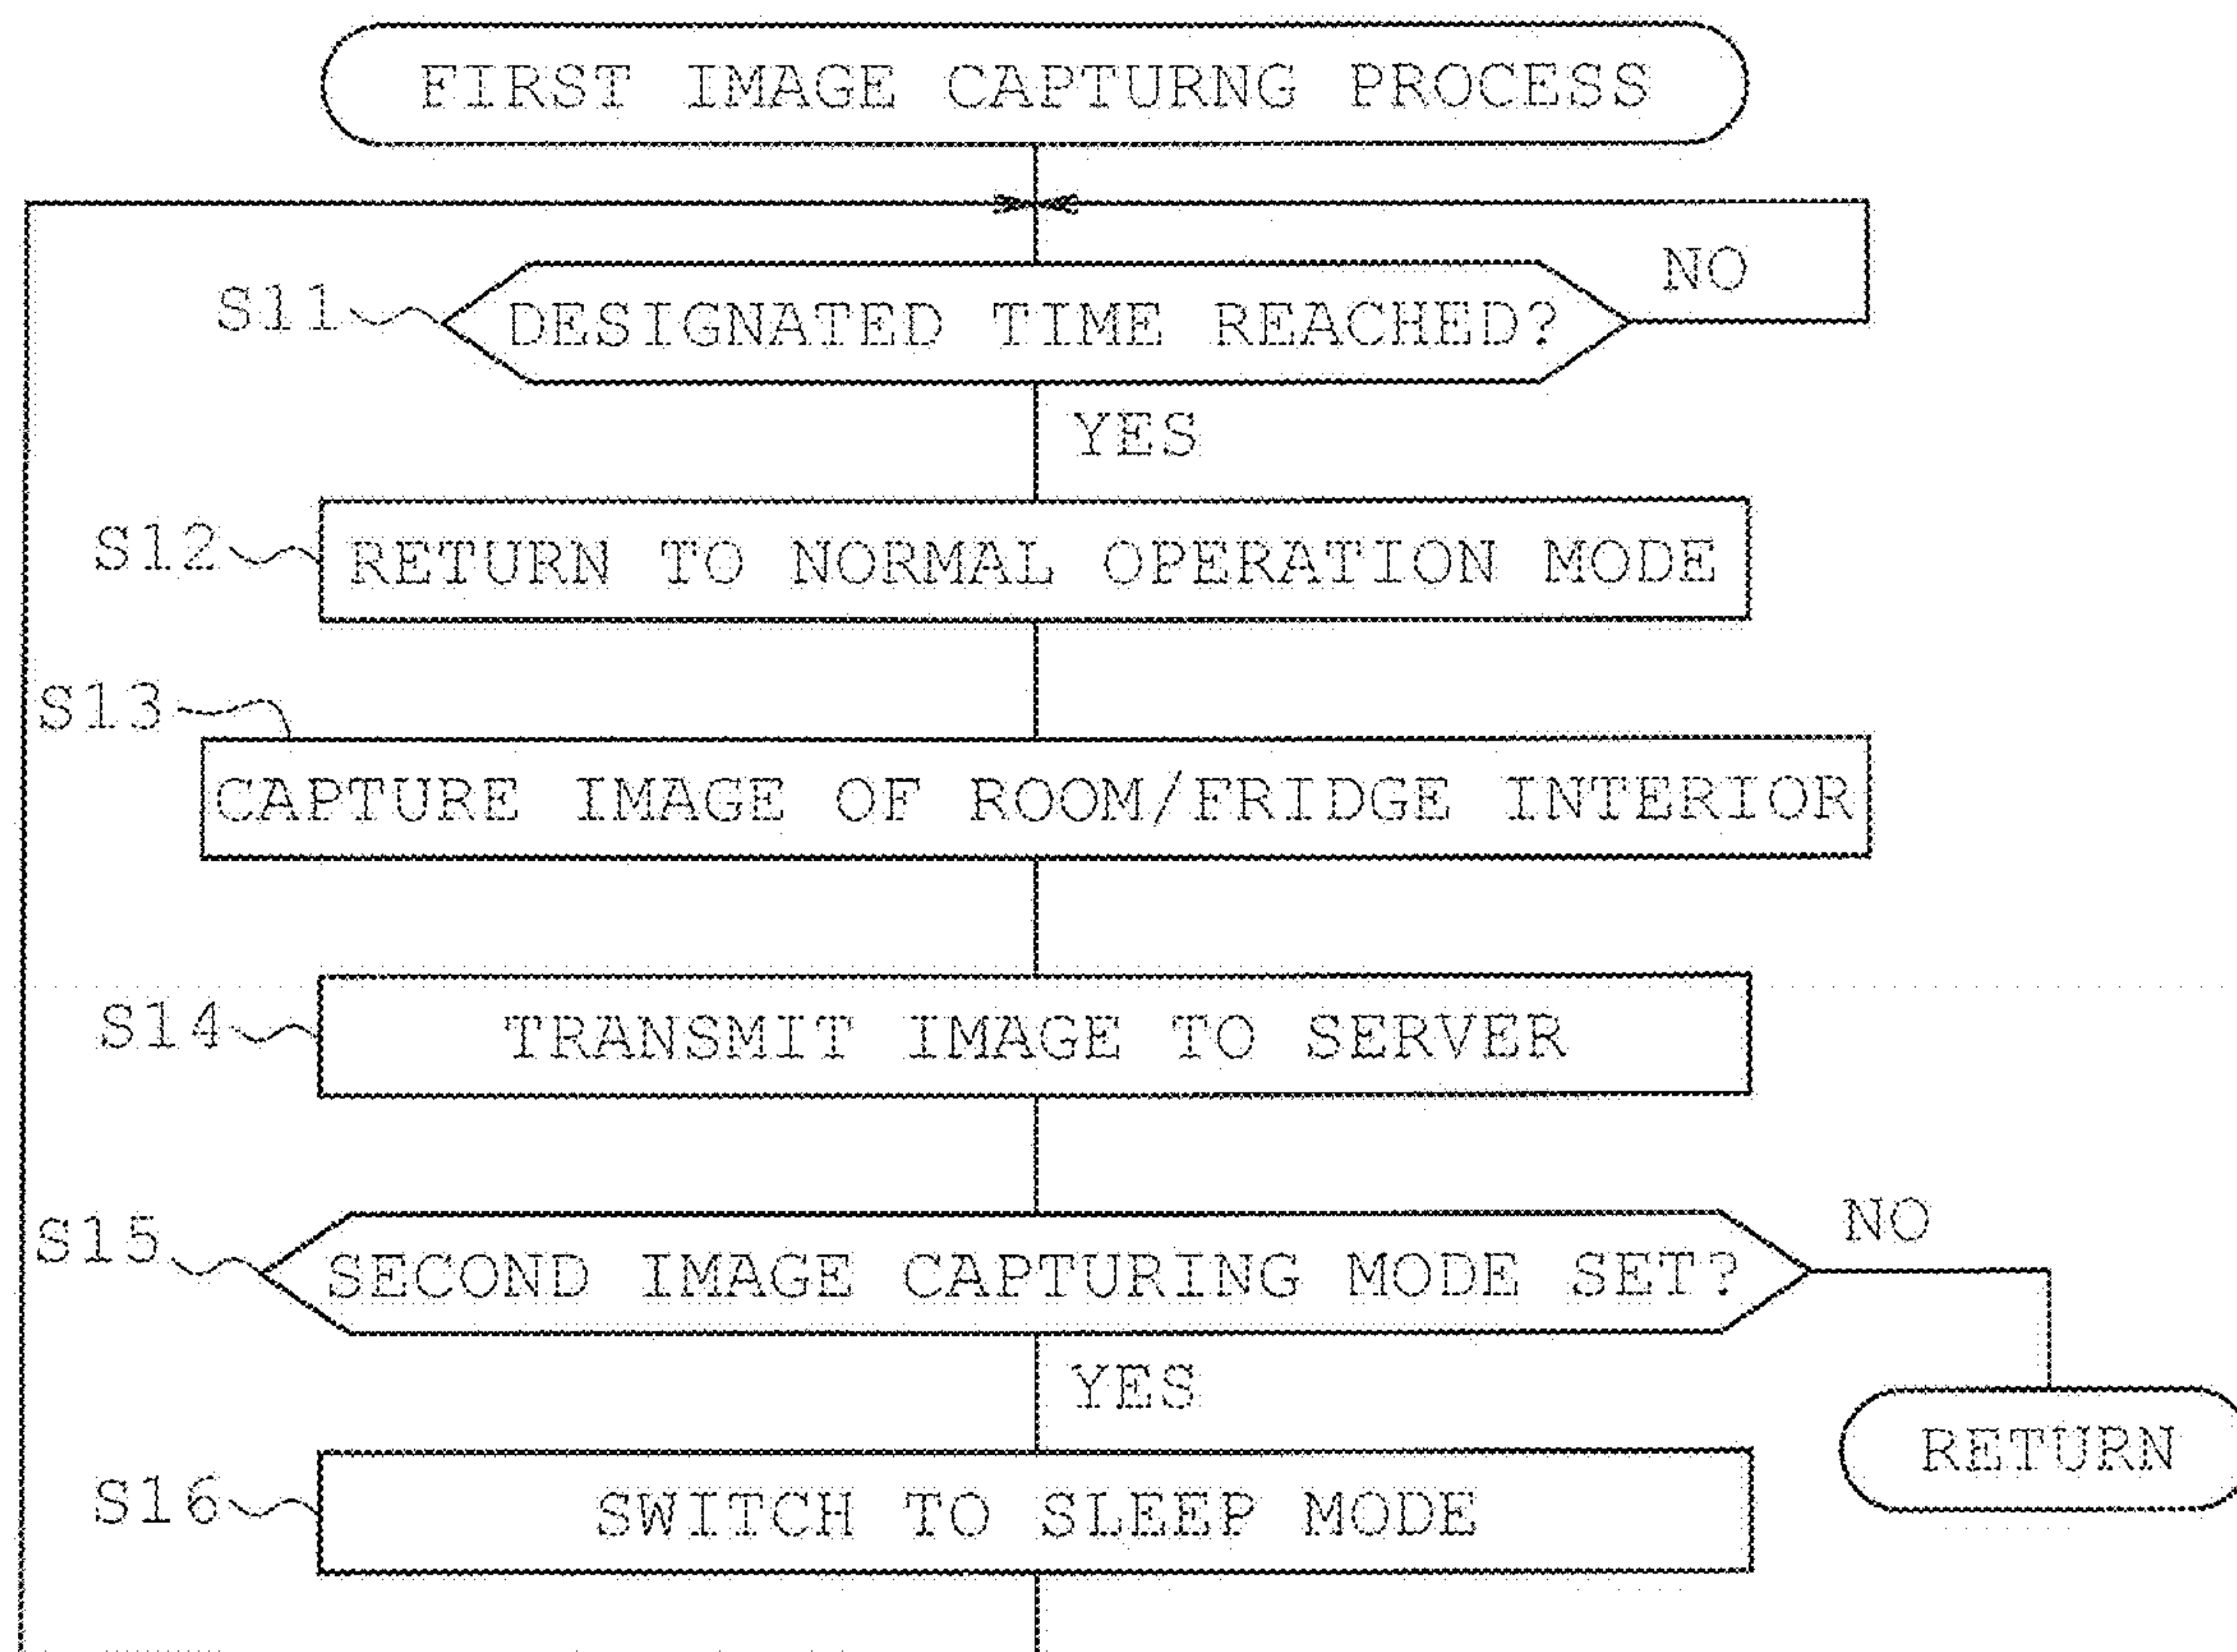 FIRST IMAGE CAPTURNG PROCESS
S11
DESIGNATED TIME REACHED?
NO
YES
S12
RETURN TO NORMAL OPERATION MODE
S13
CAPTURE IMAGE OF ROOM/FRIDGE INTERIOR
S14
TRANSMIT IMAGE TO SERVER
S15
SECOND IMAGE CAPTURING MODE SET?
NO
YES
RETURN
S16
SWITCH TO SLEEP MODE